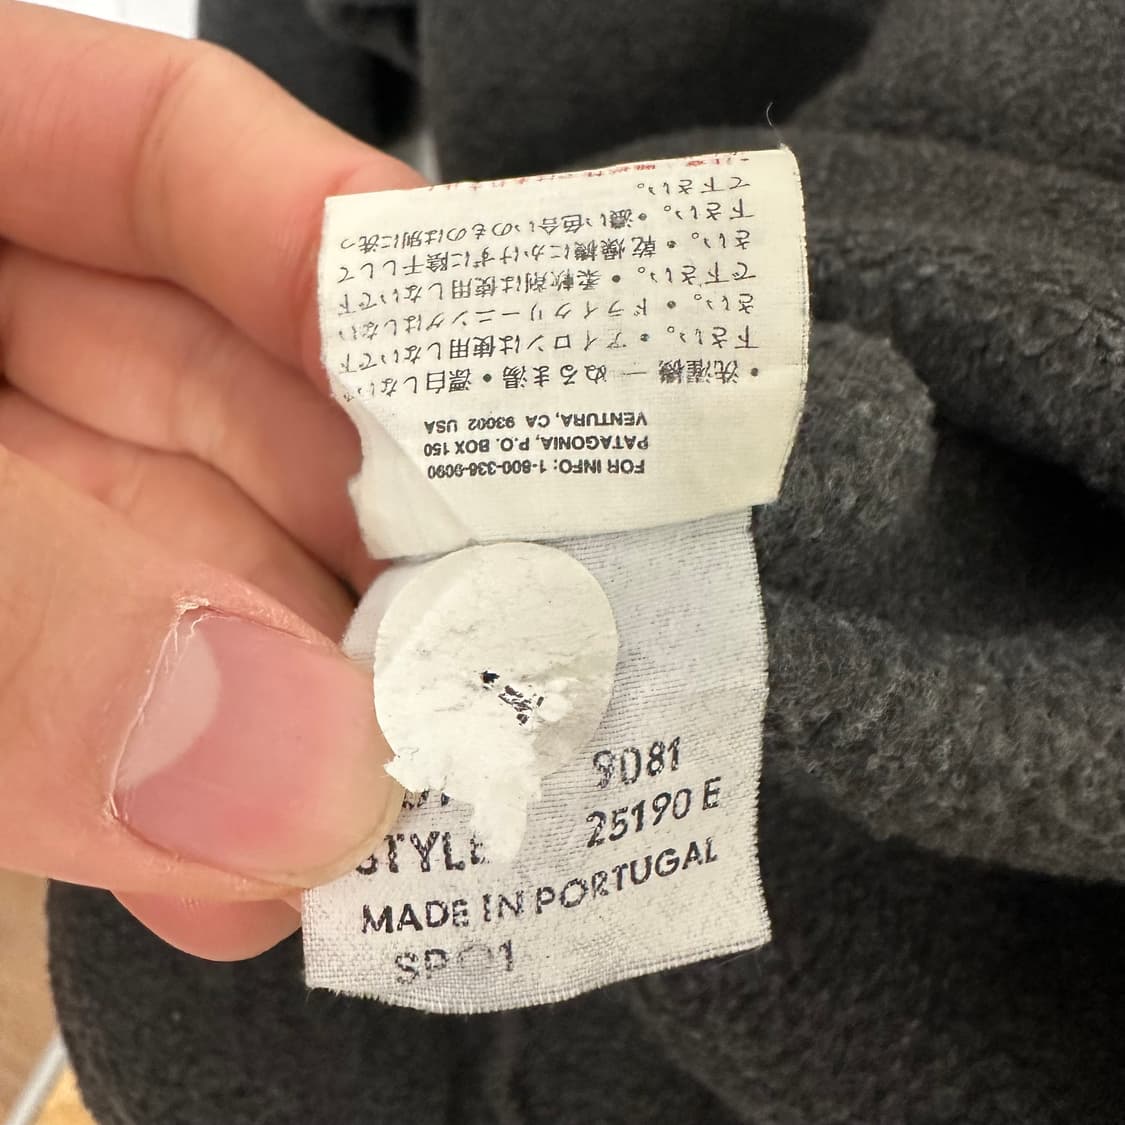 ・洗濯機 — ぬるま湯・漂白しない
下さい。・アイロンは使用しないで下
さい。・ドライクリーニングはしない
で下さい。・柔軟剤は使用しないで下
さい。・乾燥機にかけずに陰干しして
下さい。・濃い色合いのものは別に洗っ
て下さい。
FOR INFO: 1-800-336-9090
PATAGONIA, P.O. BOX 150
VENTURA, CA 93002 USA
9081
STYLE 25190 E
MADE IN PORTUGAL